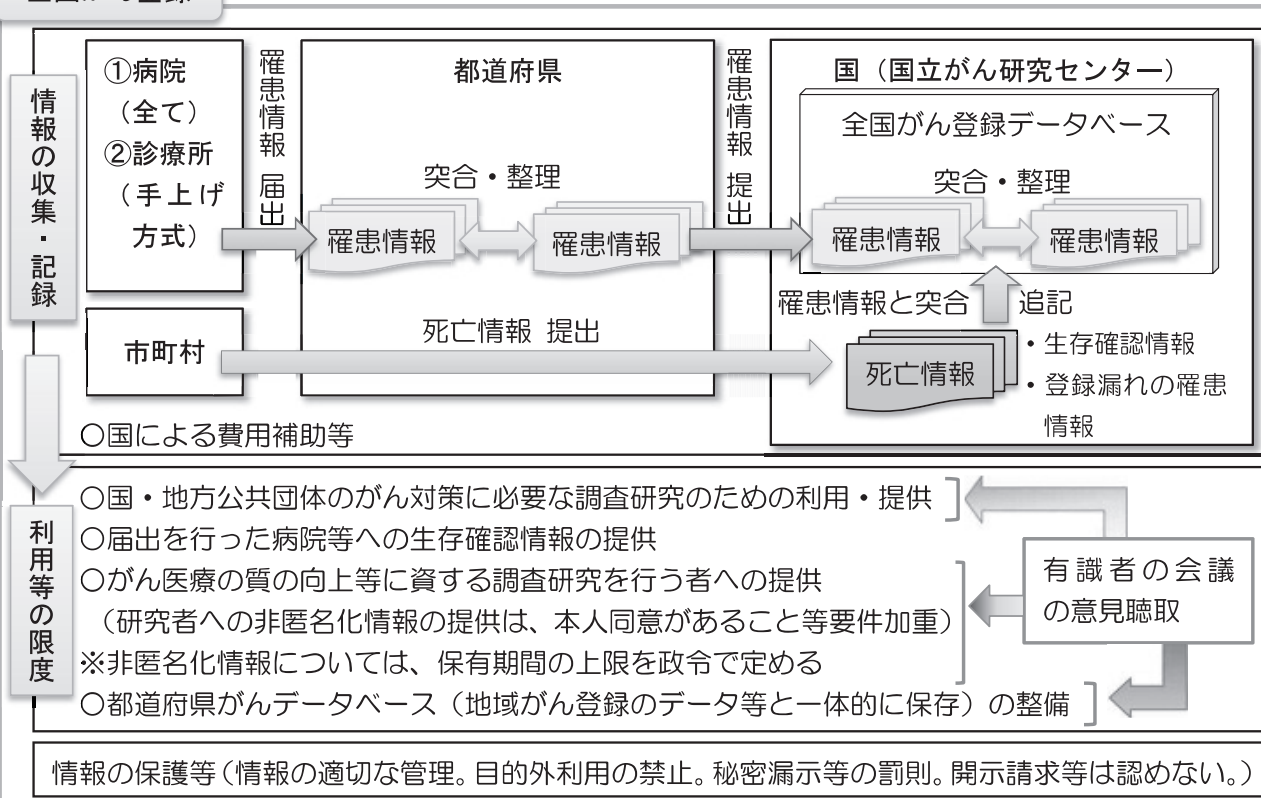 情報の収集・記録
①病院
（全て）
②診療所
（手上げ
方式）
罹患情報 届出
都道府県
突合・整理
罹患情報
罹患情報
罹患情報 提出
国（国立がん研究センター）
全国がん登録データベース
突合・整理
罹患情報
罹患情報
罹患情報と突合
追記
市町村
死亡情報 提出
死亡情報
・生存確認情報
・登録漏れの罹患
情報
○国による費用補助等
利用等の限度
○国・地方公共団体のがん対策に必要な調査研究のための利用・提供
○届出を行った病院等への生存確認情報の提供
○がん医療の質の向上等に資する調査研究を行う者への提供
（研究者への非匿名化情報の提供は、本人同意があること等要件加重）
※非匿名化情報については、保有期間の上限を政令で定める
○都道府県がんデータベース（地域がん登録のデータ等と一体的に保存）の整備
有識者の会議
の意見聴取
情報の保護等（情報の適切な管理。目的外利用の禁止。秘密漏示等の罰則。開示請求等は認めない。）